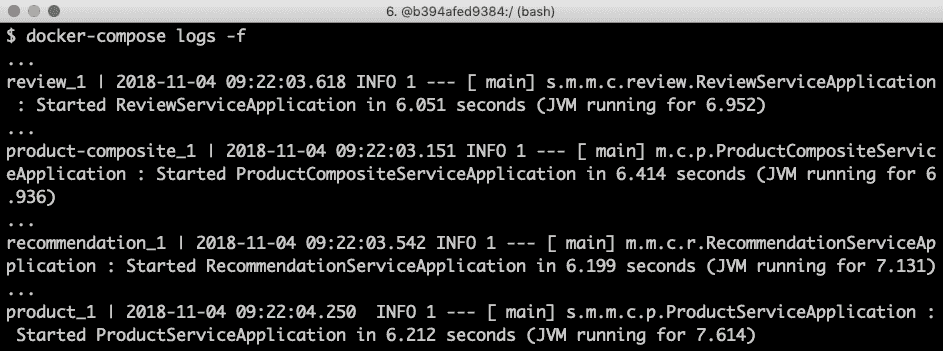 6. @b394afed9384:/ (bash)
$ docker-compose logs -f
...
review_1 | 2018-11-04 09:22:03.618 INFO 1 --- [ main] s.m.m.c.review.ReviewServiceApplication
: Started ReviewServiceApplication in 6.051 seconds (JVM running for 6.952)
...
product-composite_1 | 2018-11-04 09:22:03.151 INFO 1 --- [ main] m.c.p.ProductCompositeServic
eApplication : Started ProductCompositeServiceApplication in 6.414 seconds (JVM running for 6
.936)
...
recommendation_1 | 2018-11-04 09:22:03.542 INFO 1 --- [ main] m.m.c.r.RecommendationServiceAp
plication : Started RecommendationServiceApplication in 6.199 seconds (JVM running for 7.131)
...
product_1 | 2018-11-04 09:22:04.250  INFO 1 --- [ main] s.m.m.c.p.ProductServiceApplication :
Started ProductServiceApplication in 6.212 seconds (JVM running for 7.614)